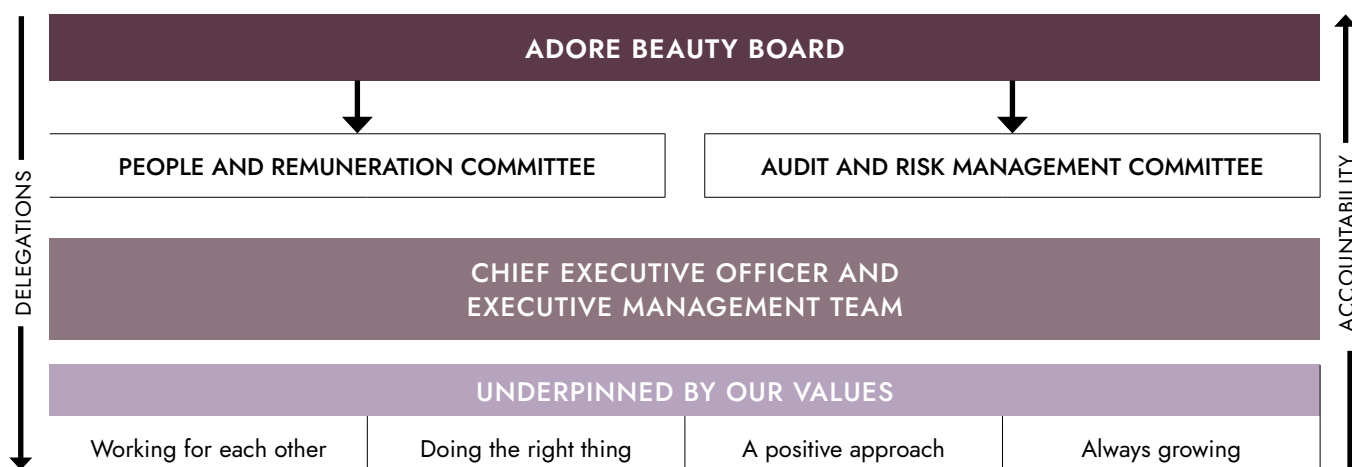 ADORE BEAUTY BOARD
PEOPLE AND REMUNERATION COMMITTEE
AUDIT AND RISK MANAGEMENT COMMITTEE
DELEGATIONS
ACCOUNTABILITY
CHIEF EXECUTIVE OFFICER AND
EXECUTIVE MANAGEMENT TEAM
UNDERPINNED BY OUR VALUES
Working for each other
Doing the right thing
A positive approach
Always growing